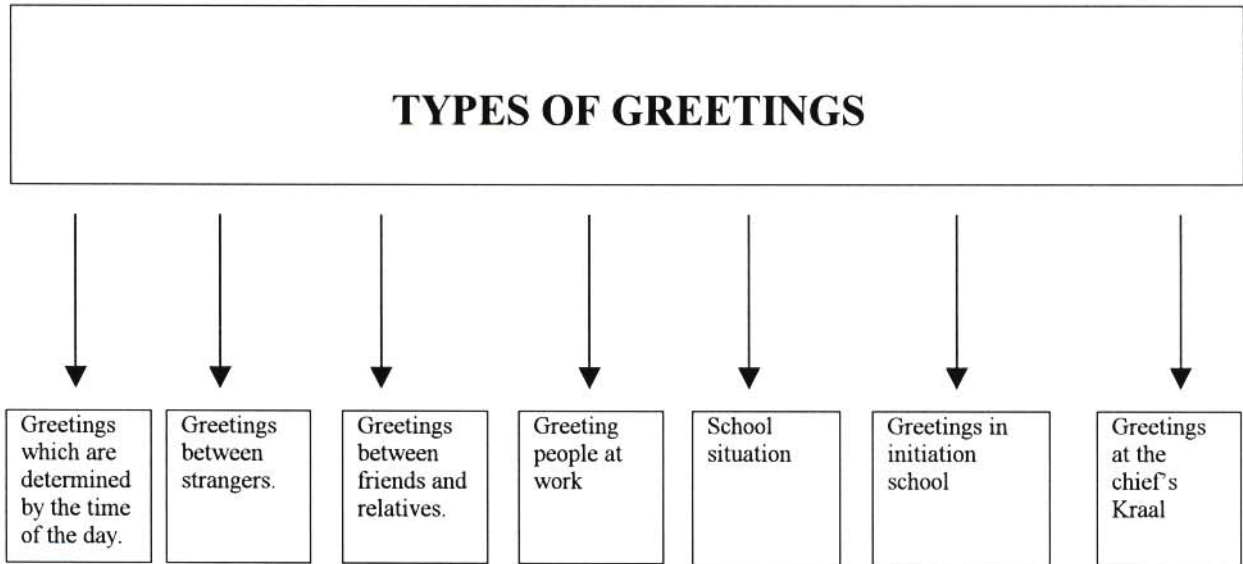 TYPES OF GREETINGS
Greetings
which are
determined
by the time
of the day.
Greetings
between
strangers.
Greetings
between
friends and
relatives.
Greeting
people at
work
School
situation
Greetings in
initiation
school
Greetings
at the
chief's
Kraal